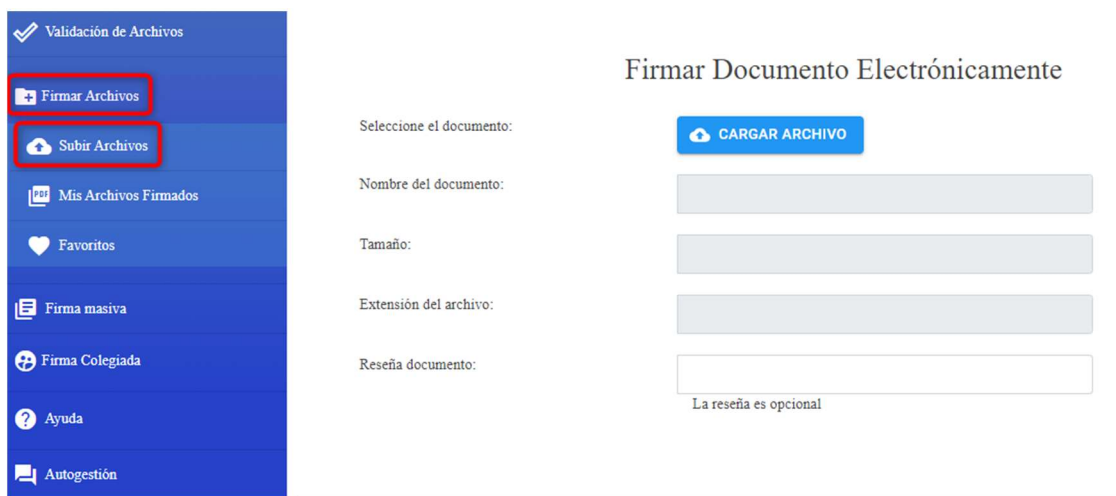 Validación de Archivos
Firmar Archivos
Subir Archivos
PDF
Mis Archivos Firmados
Favoritos
Firma masiva
Firma Colegiada
Ayuda
Autogestión
Firmar Documento Electrónicamente
Seleccione el documento:
CARGAR ARCHIVO
Nombre del documento:
Tamaño:
Extensión del archivo:
Reseña documento:
La reseña es opcional